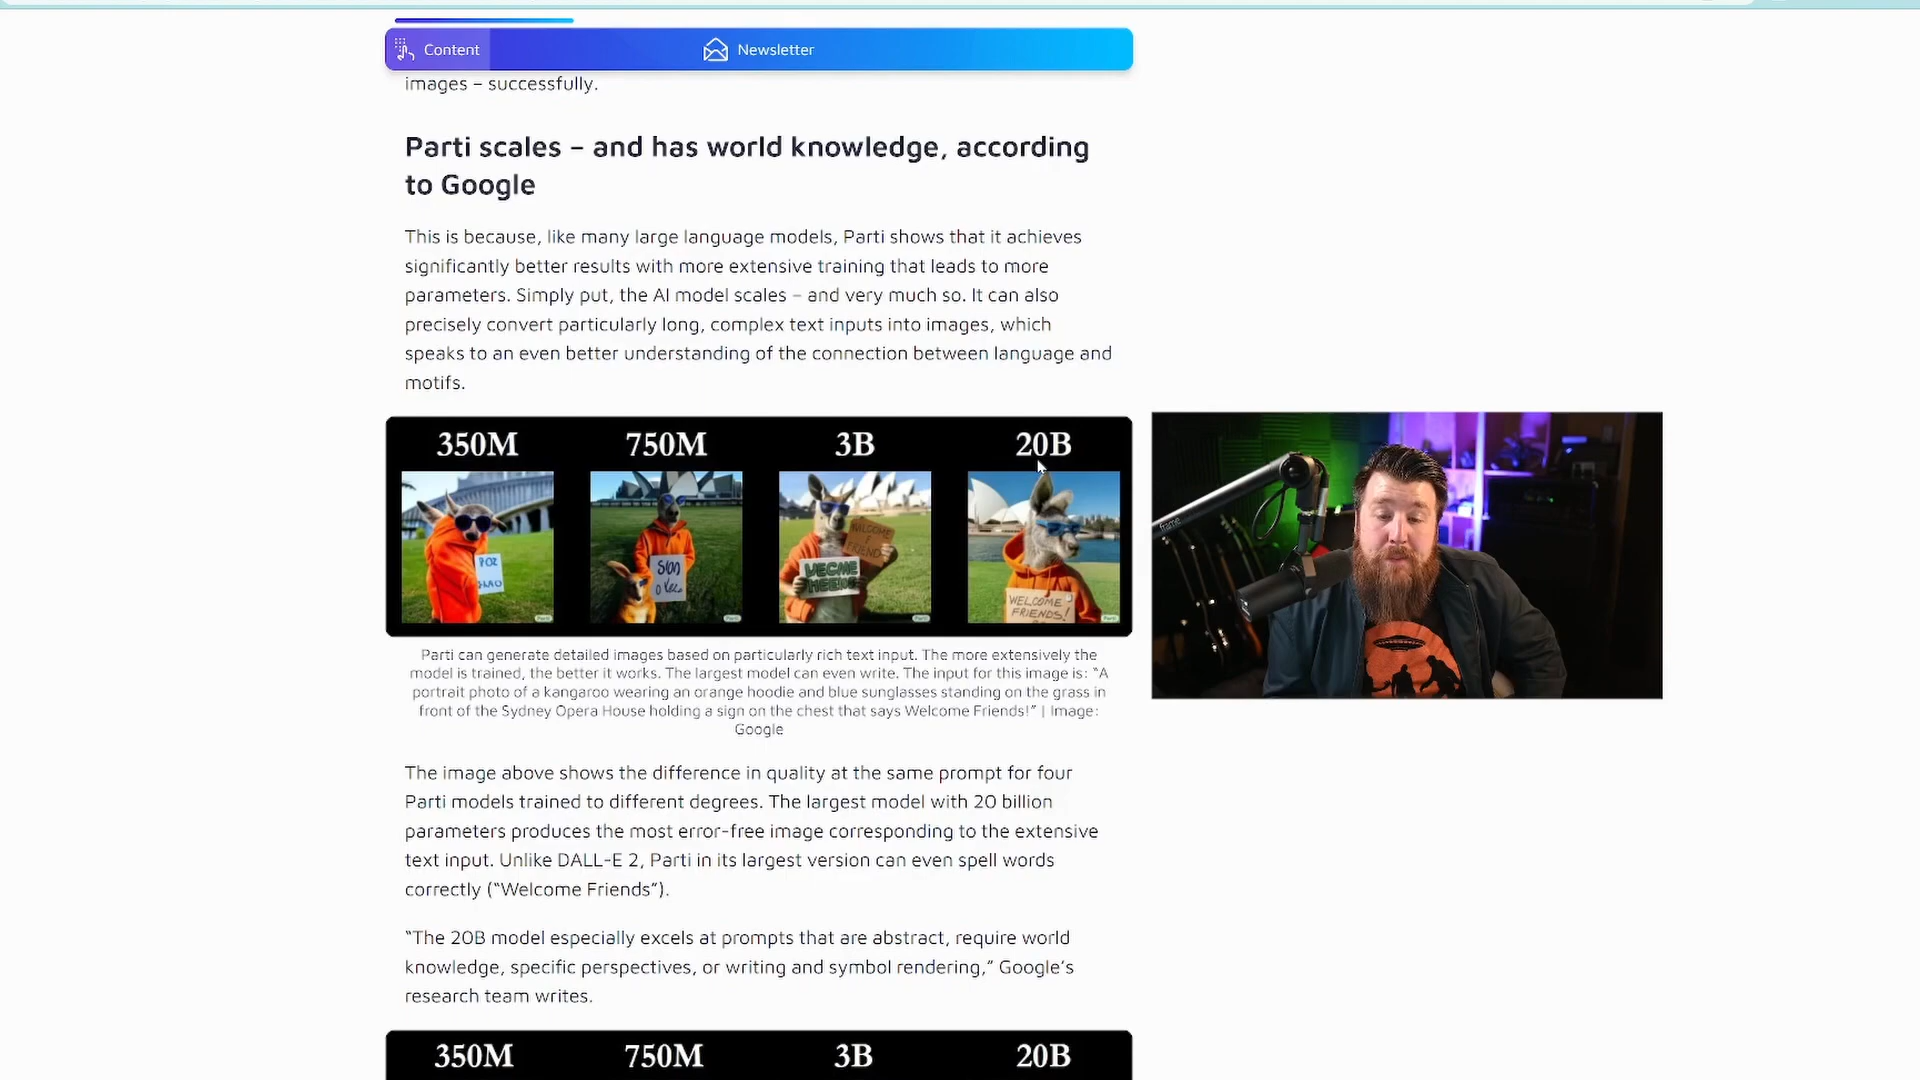 Content
Newsletter
images – successfully.
Parti scales – and has world knowledge, according
to Google
This is because, like many large language models, Parti shows that it achieves
significantly better results with more extensive training that leads to more
parameters. Simply put, the AI model scales – and very much so. It can also
precisely convert particularly long, complex text inputs into images, which
speaks to an even better understanding of the connection between language and
motifs.
350M 750M 3B 20B
SIGN
WELCOME
FRIENDS!
Parti Parti Parti Parti
frame
Parti can generate detailed images based on particularly rich text input. The more extensively the
model is trained, the better it works. The largest model can even write. The input for this image is: “A
portrait photo of a kangaroo wearing an orange hoodie and blue sunglasses standing on the grass in
front of the Sydney Opera House holding a sign on the chest that says Welcome Friends!” | Image:
Google
The image above shows the difference in quality at the same prompt for four
Parti models trained to different degrees. The largest model with 20 billion
parameters produces the most error-free image corresponding to the extensive
text input. Unlike DALL-E 2, Parti in its largest version can even spell words
correctly (“Welcome Friends”).
“The 20B model especially excels at prompts that are abstract, require world
knowledge, specific perspectives, or writing and symbol rendering,” Google’s
research team writes.
350M 750M 3B 20B